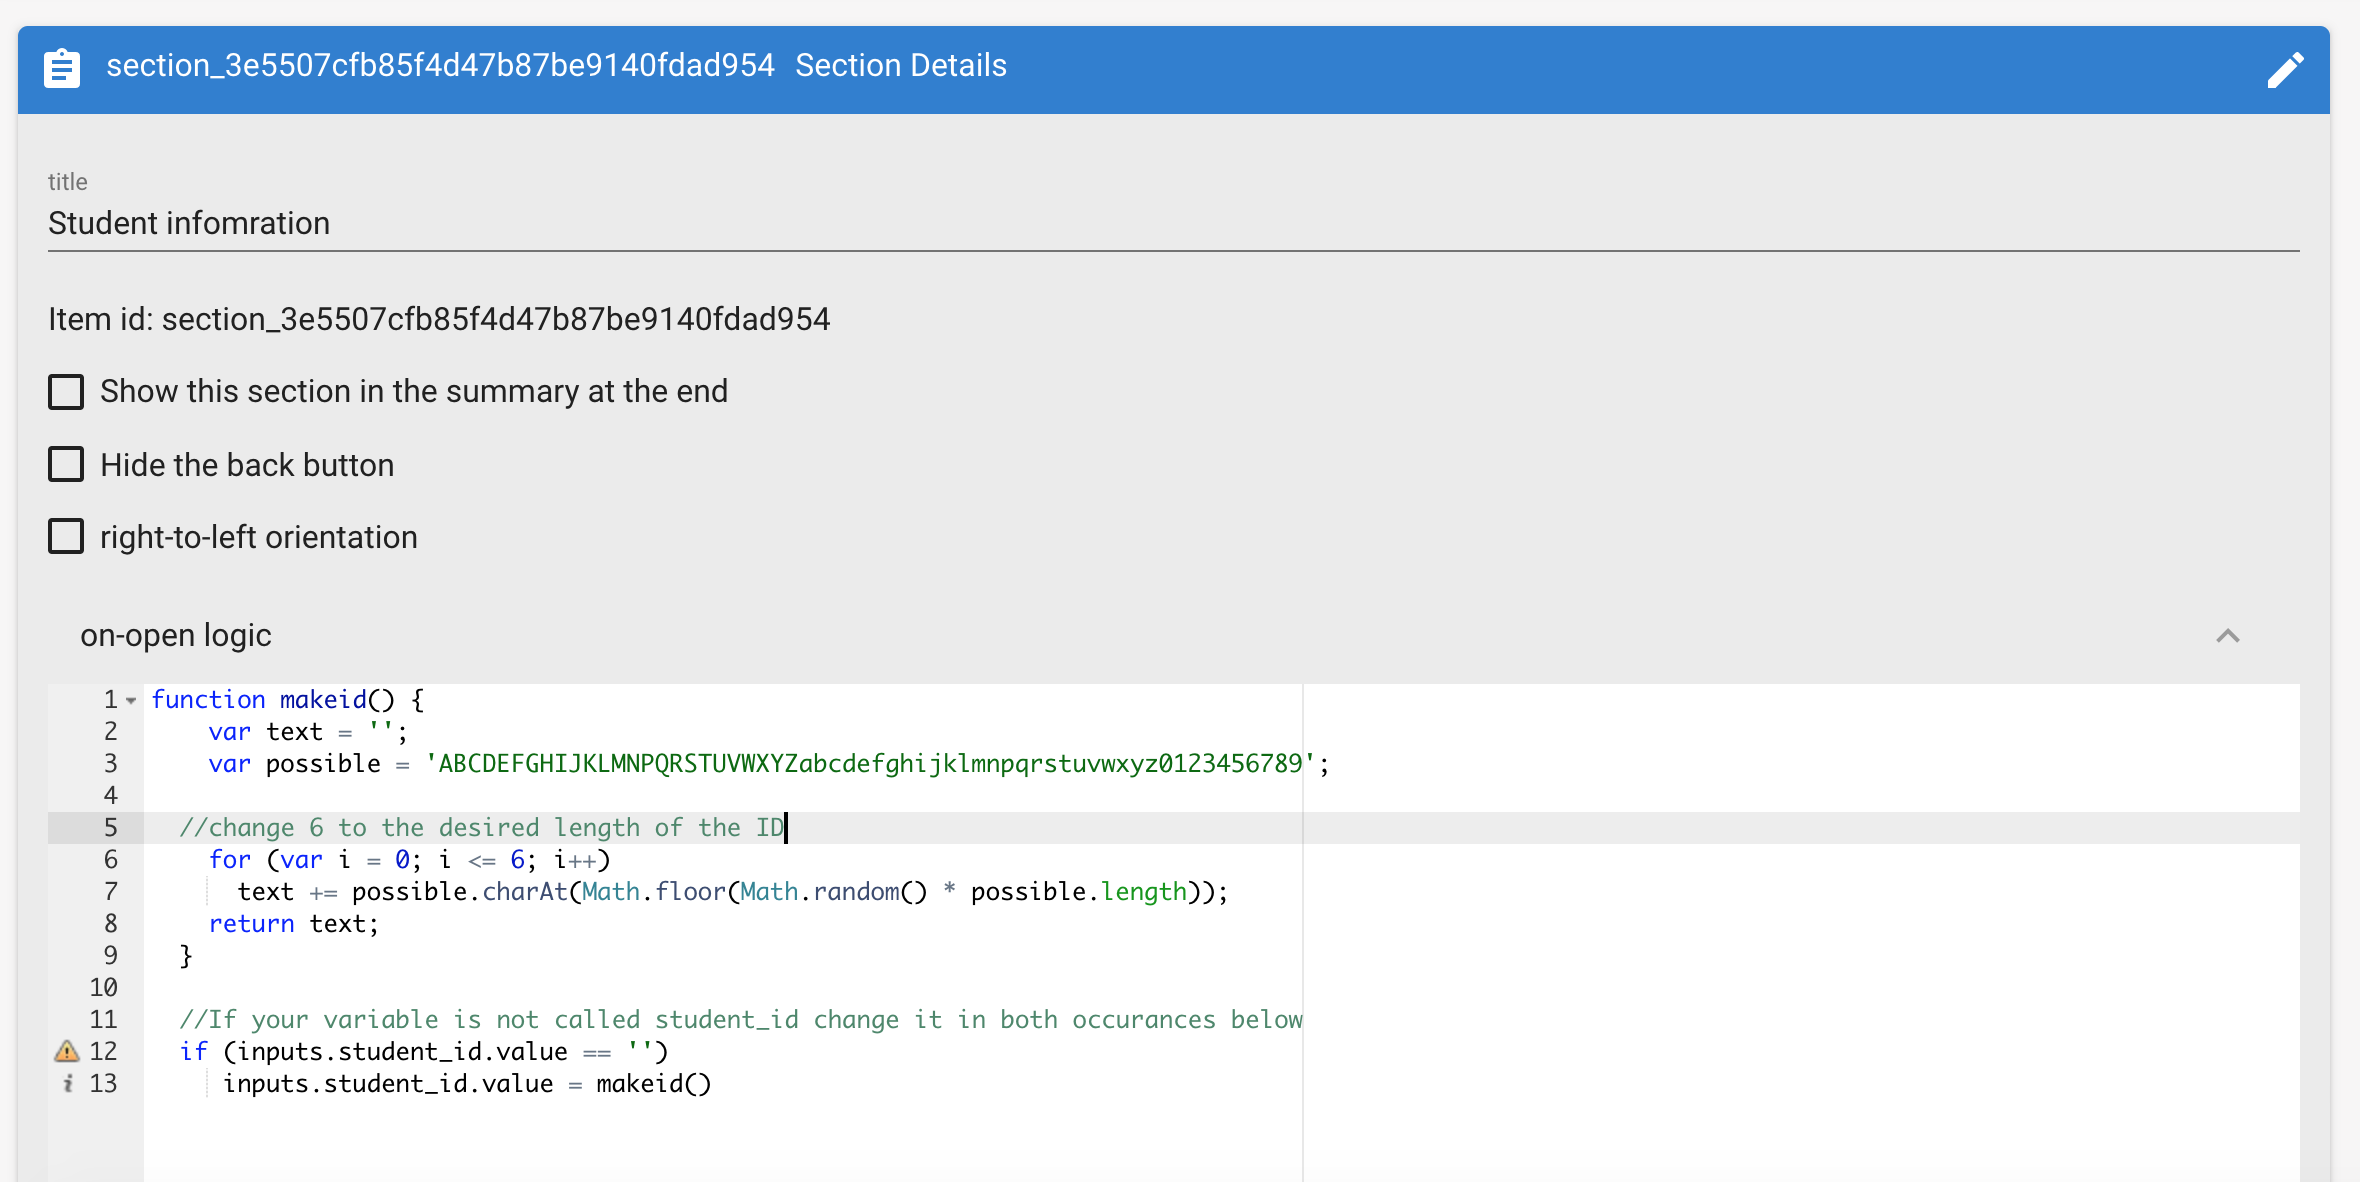 section_3e5507cfb85f4d47b87be9140fdad954 Section Details
title
Student infomration
Item id: section_3e5507cfb85f4d47b87be9140fdad954
Show this section in the summary at the end
Hide the back button
right-to-left orientation
on-open logic
1 function makeid() {
2 var text = '';
3 var possible = 'ABCDEFGHIJKLMNPQRSTUVWXYZabcdefghijklmnpqrstuvwxyz0123456789';
4
5 //change 6 to the desired length of the ID
6 for (var i = 0; i <= 6; i++)
7 text += possible.charAt(Math.floor(Math.random() * possible.length));
8 return text;
9 }
10
11 //If your variable is not called student_id change it in both occurances below
12 if (inputs.student_id.value == '')
i 13 inputs.student_id.value = makeid()